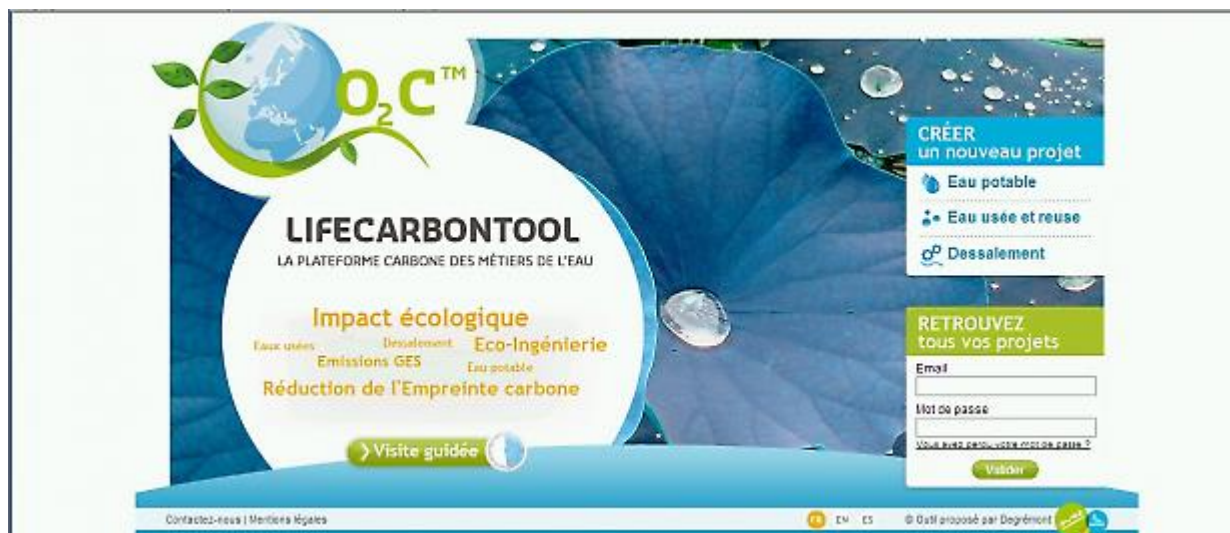 O2C™
LIFECARBONTOOL
LA PLATEFORME CARBONE DES MÉTIERS DE L'EAU
Impact écologique
Eaux usées Dessalement Eco-Ingénierie
Emissions GES Eau potable
Réduction de l'Empreinte carbone
Visite guidée
CRÉER
un nouveau projet
Eau potable
Eau usée et reuse
Dessalement
RETROUVEZ
tous vos projets
Email
Mot de passe
Vous avez perdu votre mot de passe ?
Valider
Contactez-nous | Mentions légales
FR EN ES
© Outil proposé par Degrémont